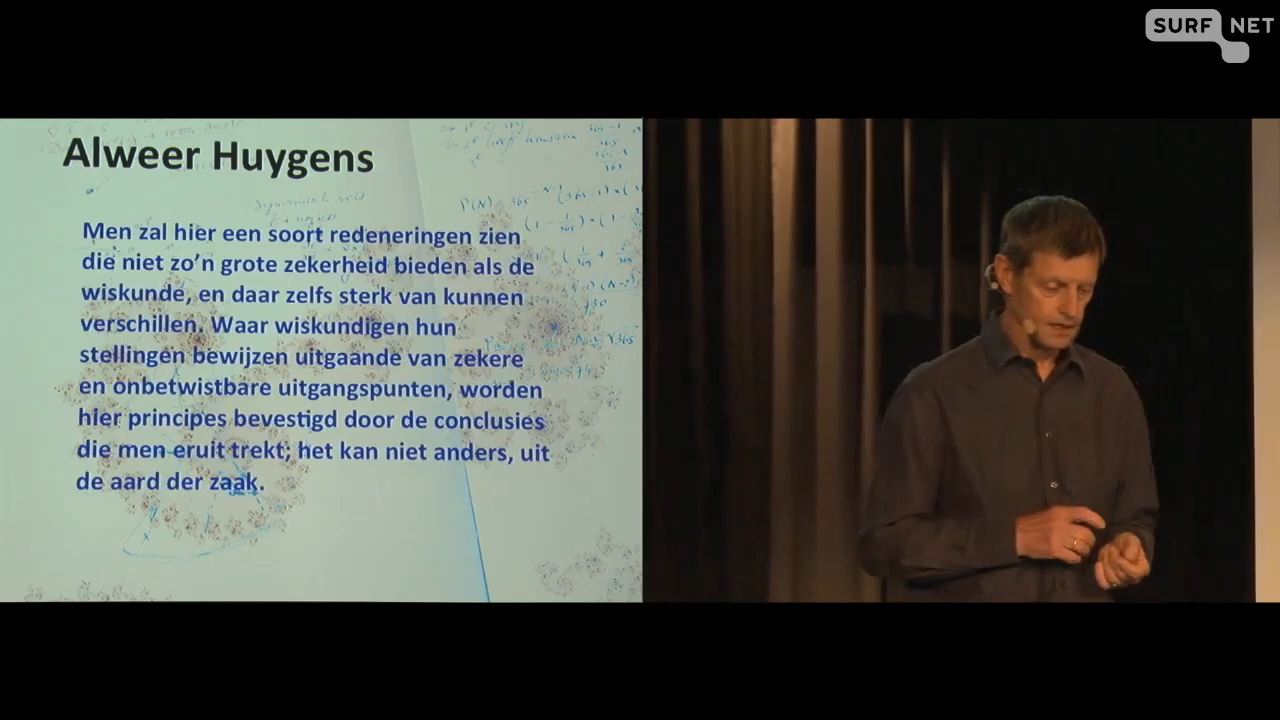 SURF NET
Alweer Huygens
Men zal hier een soort redeneringen zien
die niet zo’n grote zekerheid bieden als de
wiskunde, en daar zelfs sterk van kunnen
verschillen. Waar wiskundigen hun
stellingen bewijzen uitgaande van zekere
en onbetwistbare uitgangspunten, worden
hier principes bevestigd door de conclusies
die men eruit trekt; het kan niet anders, uit
de aard der zaak.